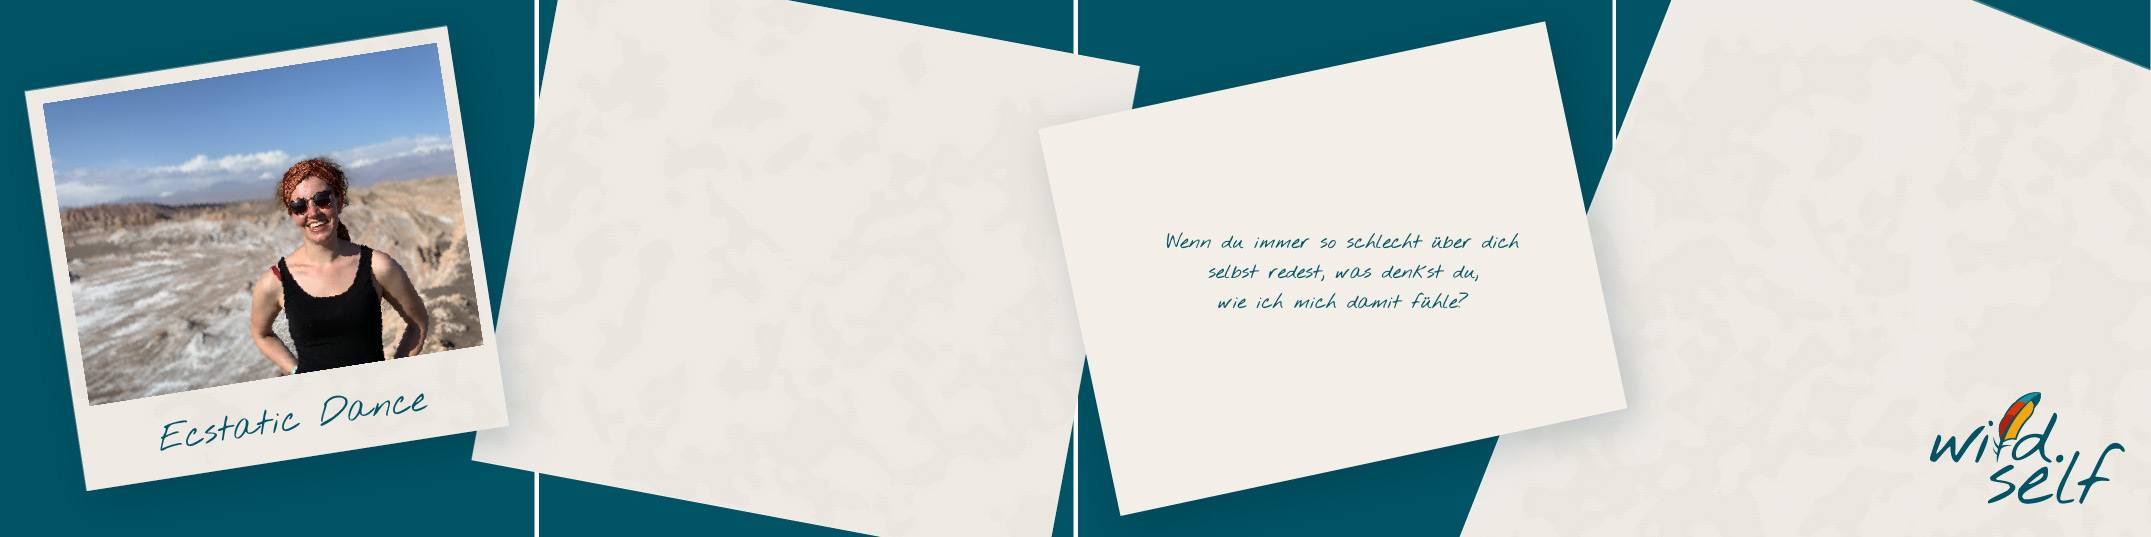 Ecstatic Dance
Wenn du immer so schlecht über dich
selbst redest, was denkst du,
wie ich mich damit fühle?
wild.
self